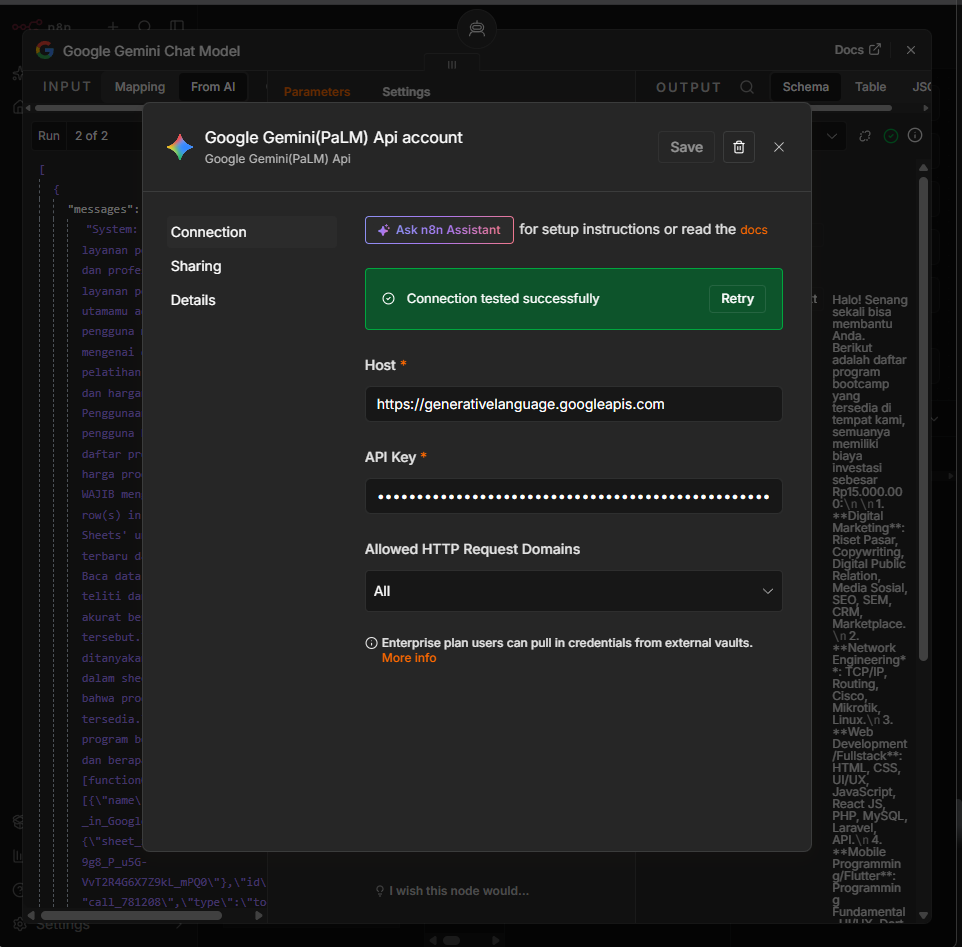 n8n
Google Gemini Chat Model
Docs
INPUT
Mapping
From AI
Parameters
Settings
OUTPUT
Schema
Table
JSO
Run
2 of 2
Google Gemini(PaLM) Api account
Google Gemini(PaLM) Api
Save
Connection
Sharing
Details
Ask n8n Assistant for setup instructions or read the docs
Connection tested successfully
Retry
Host *
https://generativelanguage.googleapis.com
API Key *
Allowed HTTP Request Domains
All
Enterprise plan users can pull in credentials from external vaults.
More info
[
{
"messages":
"System:
layanan p
dan profe
layanan p
utamamu a
pengguna
mengenai
pelatihan
dan harga
Penggunaa
pengguna
daftar pr
harga pro
WAJIB men
row(s) in
Sheets' u
terbaru d
Baca data
teliti da
akurat be
tersebut.
ditanyaka
dalam she
bahwa pro
tersedia.
program b
dan berap
[function
[{\"name\
_in_Googl
{\"sheet_
9g8_P_u5G-
VvT2R4G6X7Z9kL_mPQ0\"},\"id\
"call_781208\",\"type\":\"to
t
Halo! Senang
sekali bisa
membantu
Anda.
Berikut
adalah daftar
program
bootcamp
yang
tersedia di
tempat kami,
semuanya
memiliki
biaya
investasi
sebesar
Rp15.000.00
0:\n \n1.
**Digital
Marketing**:
Riset Pasar,
Copywriting,
Digital Public
Relation,
Media Sosial,
SEO, SEM,
CRM,
Marketplace.
\n2.
**Network
Engineering*
*: TCP/IP,
Routing,
Cisco,
Mikrotik,
Linux.\n3.
**Web
Development
/Fullstack**:
HTML, CSS,
UI/UX,
JavaScript,
React JS,
PHP, MySQL,
Laravel,
API.\n4.
**Mobile
Programmin
g/Flutter**:
Programmin
g
Fundamental
I wish this node would...
Settings